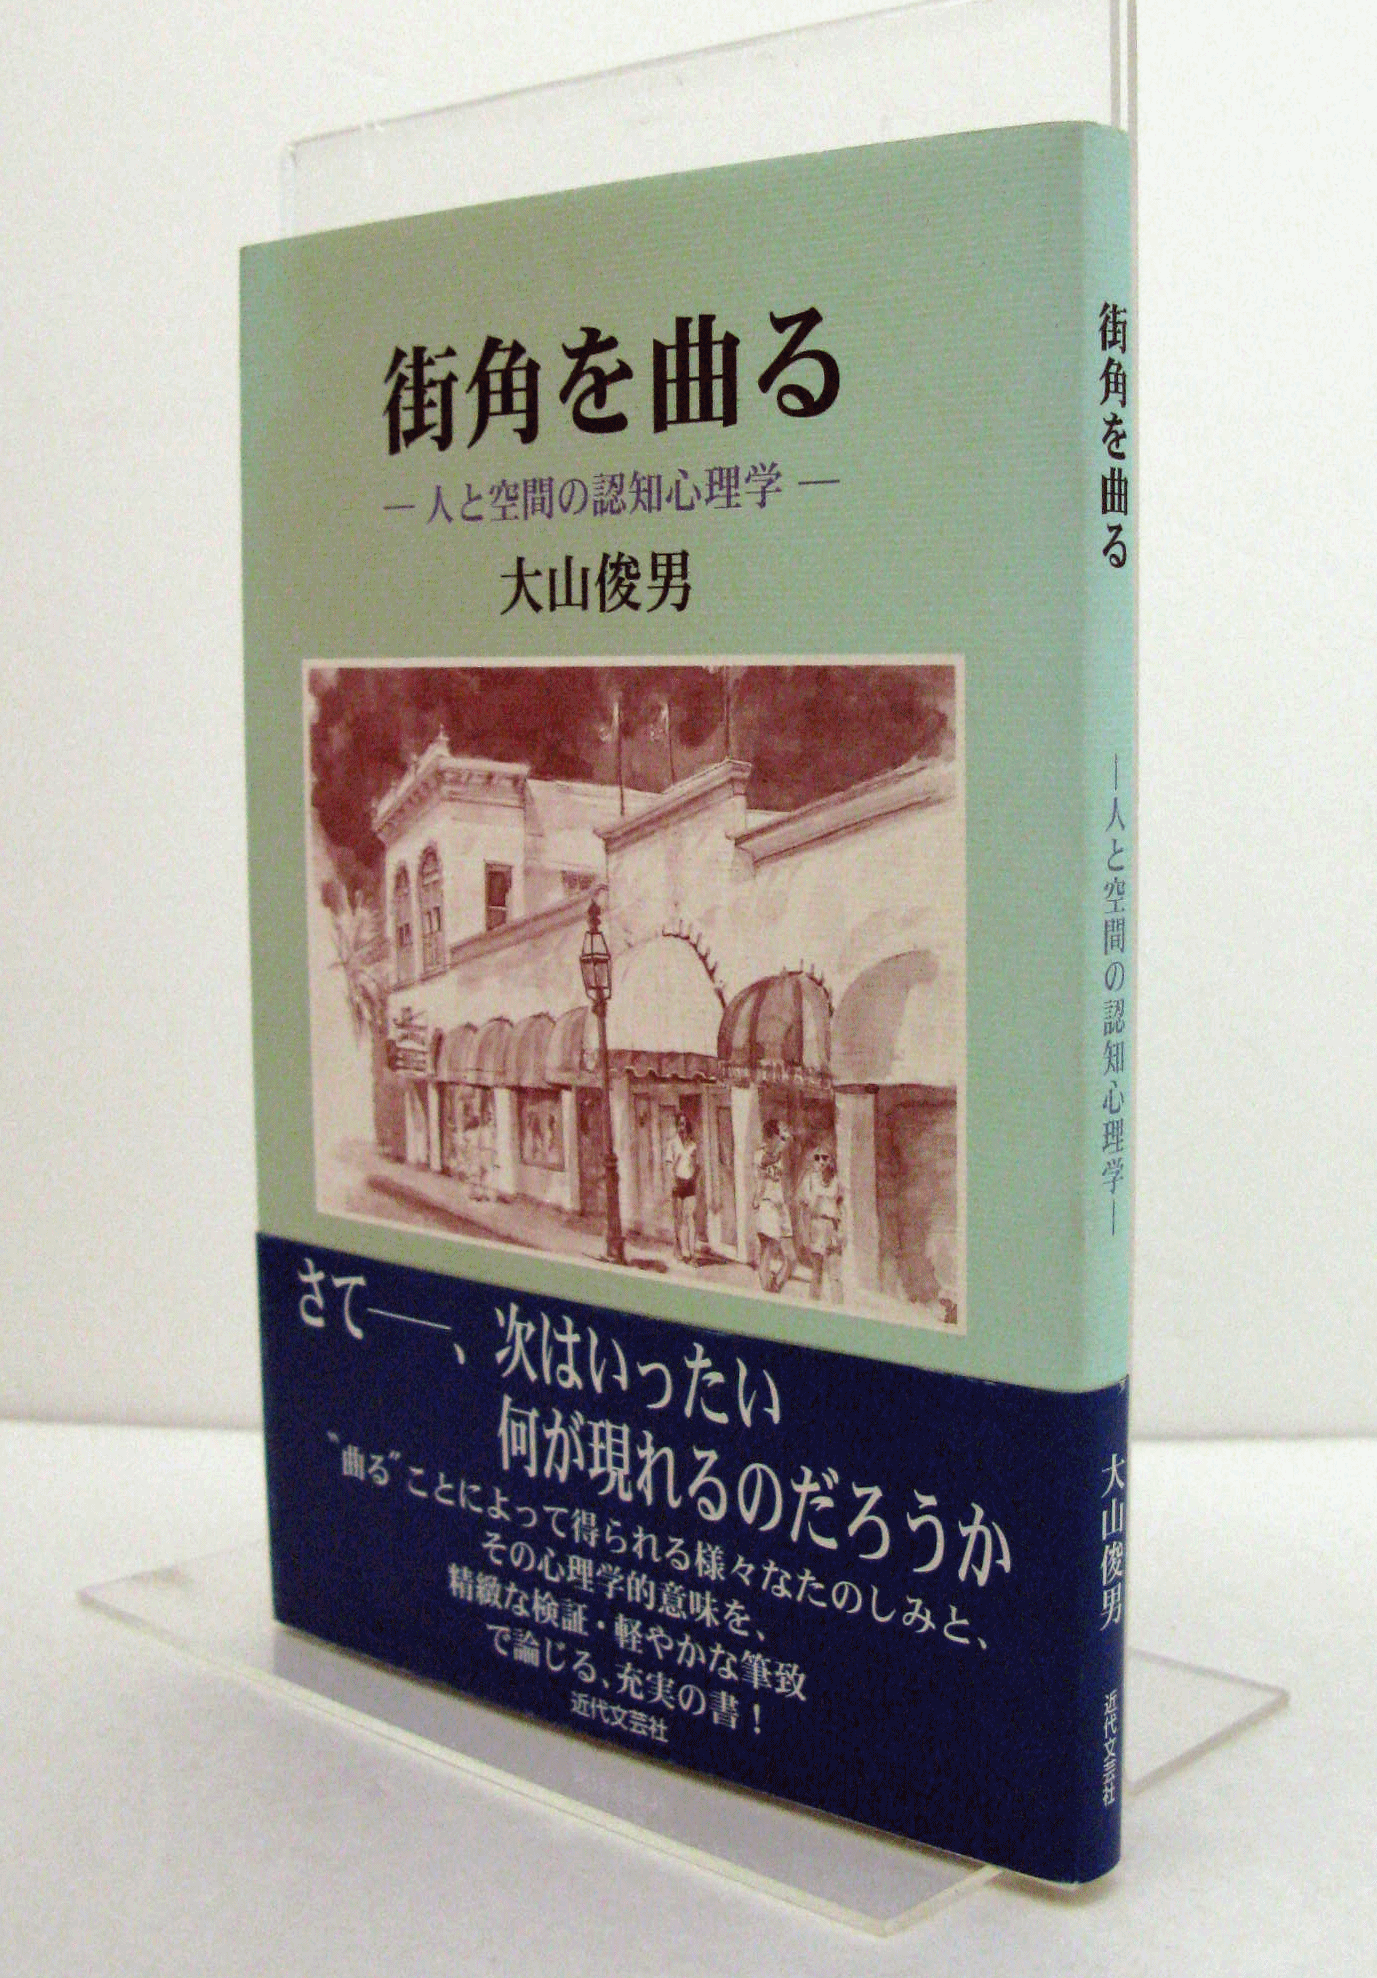 街角を曲る
― 人と空間の認知心理学 ―
大山俊男
さて――、次はいったい
何が現れるのだろうか
〝曲る〞ことによって得られる様々なたのしみと、
その心理学的意味を、
精緻な検証・軽やかな筆致
で論じる、充実の書！
近代文芸社
街角を曲る
―人と空間の認知心理学―
大山俊男
近代文芸社